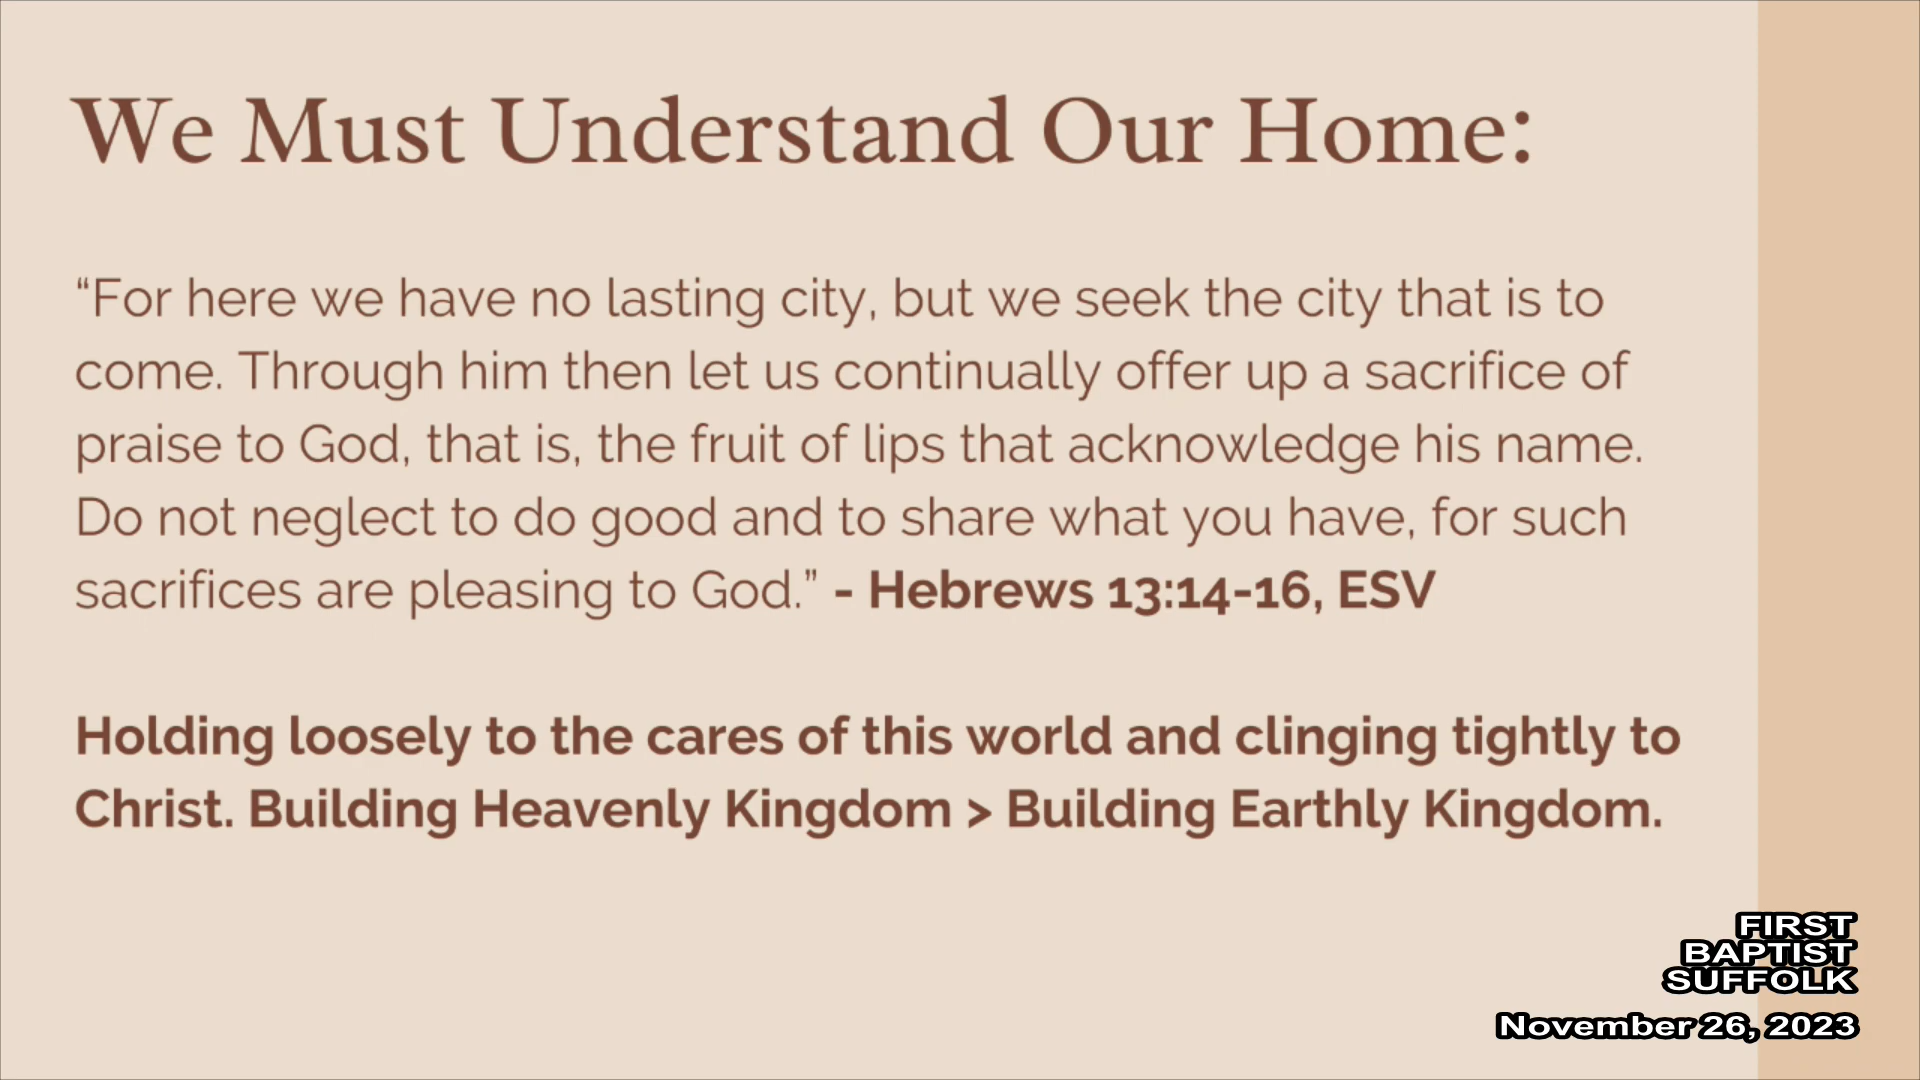 We Must Understand Our Home:
“For here we have no lasting city, but we seek the city that is to
come. Through him then let us continually offer up a sacrifice of
praise to God, that is, the fruit of lips that acknowledge his name.
Do not neglect to do good and to share what you have, for such
sacrifices are pleasing to God.” - Hebrews 13:14-16, ESV
Holding loosely to the cares of this world and clinging tightly to
Christ. Building Heavenly Kingdom > Building Earthly Kingdom.
FIRST
BAPTIST
SUFFOLK
November 26, 2023